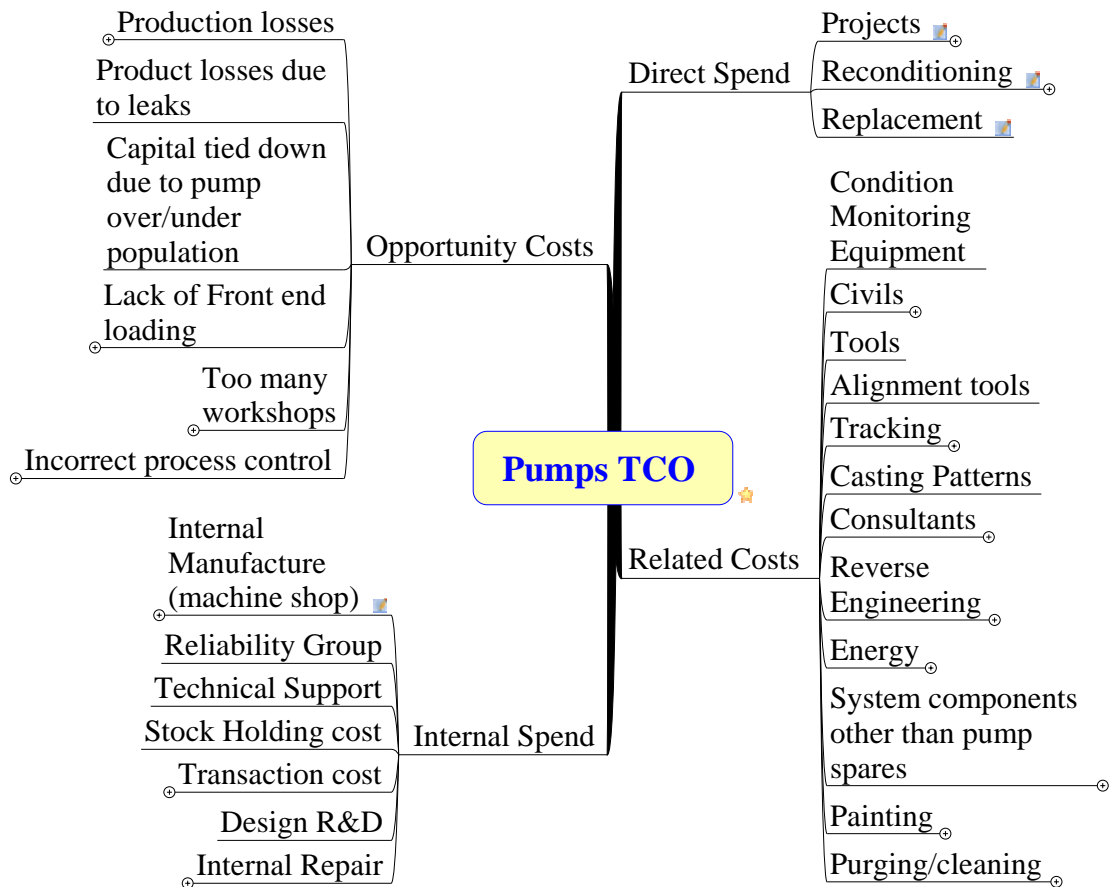 Pumps TCO
Direct Spend
Projects
Reconditioning
Replacement
Related Costs
Condition
Monitoring
Equipment
Civils
Tools
Alignment tools
Tracking
Casting Patterns
Consultants
Reverse
Engineering
Energy
System components
other than pump
spares
Painting
Purging/cleaning
Opportunity Costs
Production losses
Product losses due
to leaks
Capital tied down
due to pump
over/under
population
Lack of Front end
loading
Too many
workshops
Incorrect process control
Internal Spend
Internal
Manufacture
(machine shop)
Reliability Group
Technical Support
Stock Holding cost
Transaction cost
Design R&D
Internal Repair